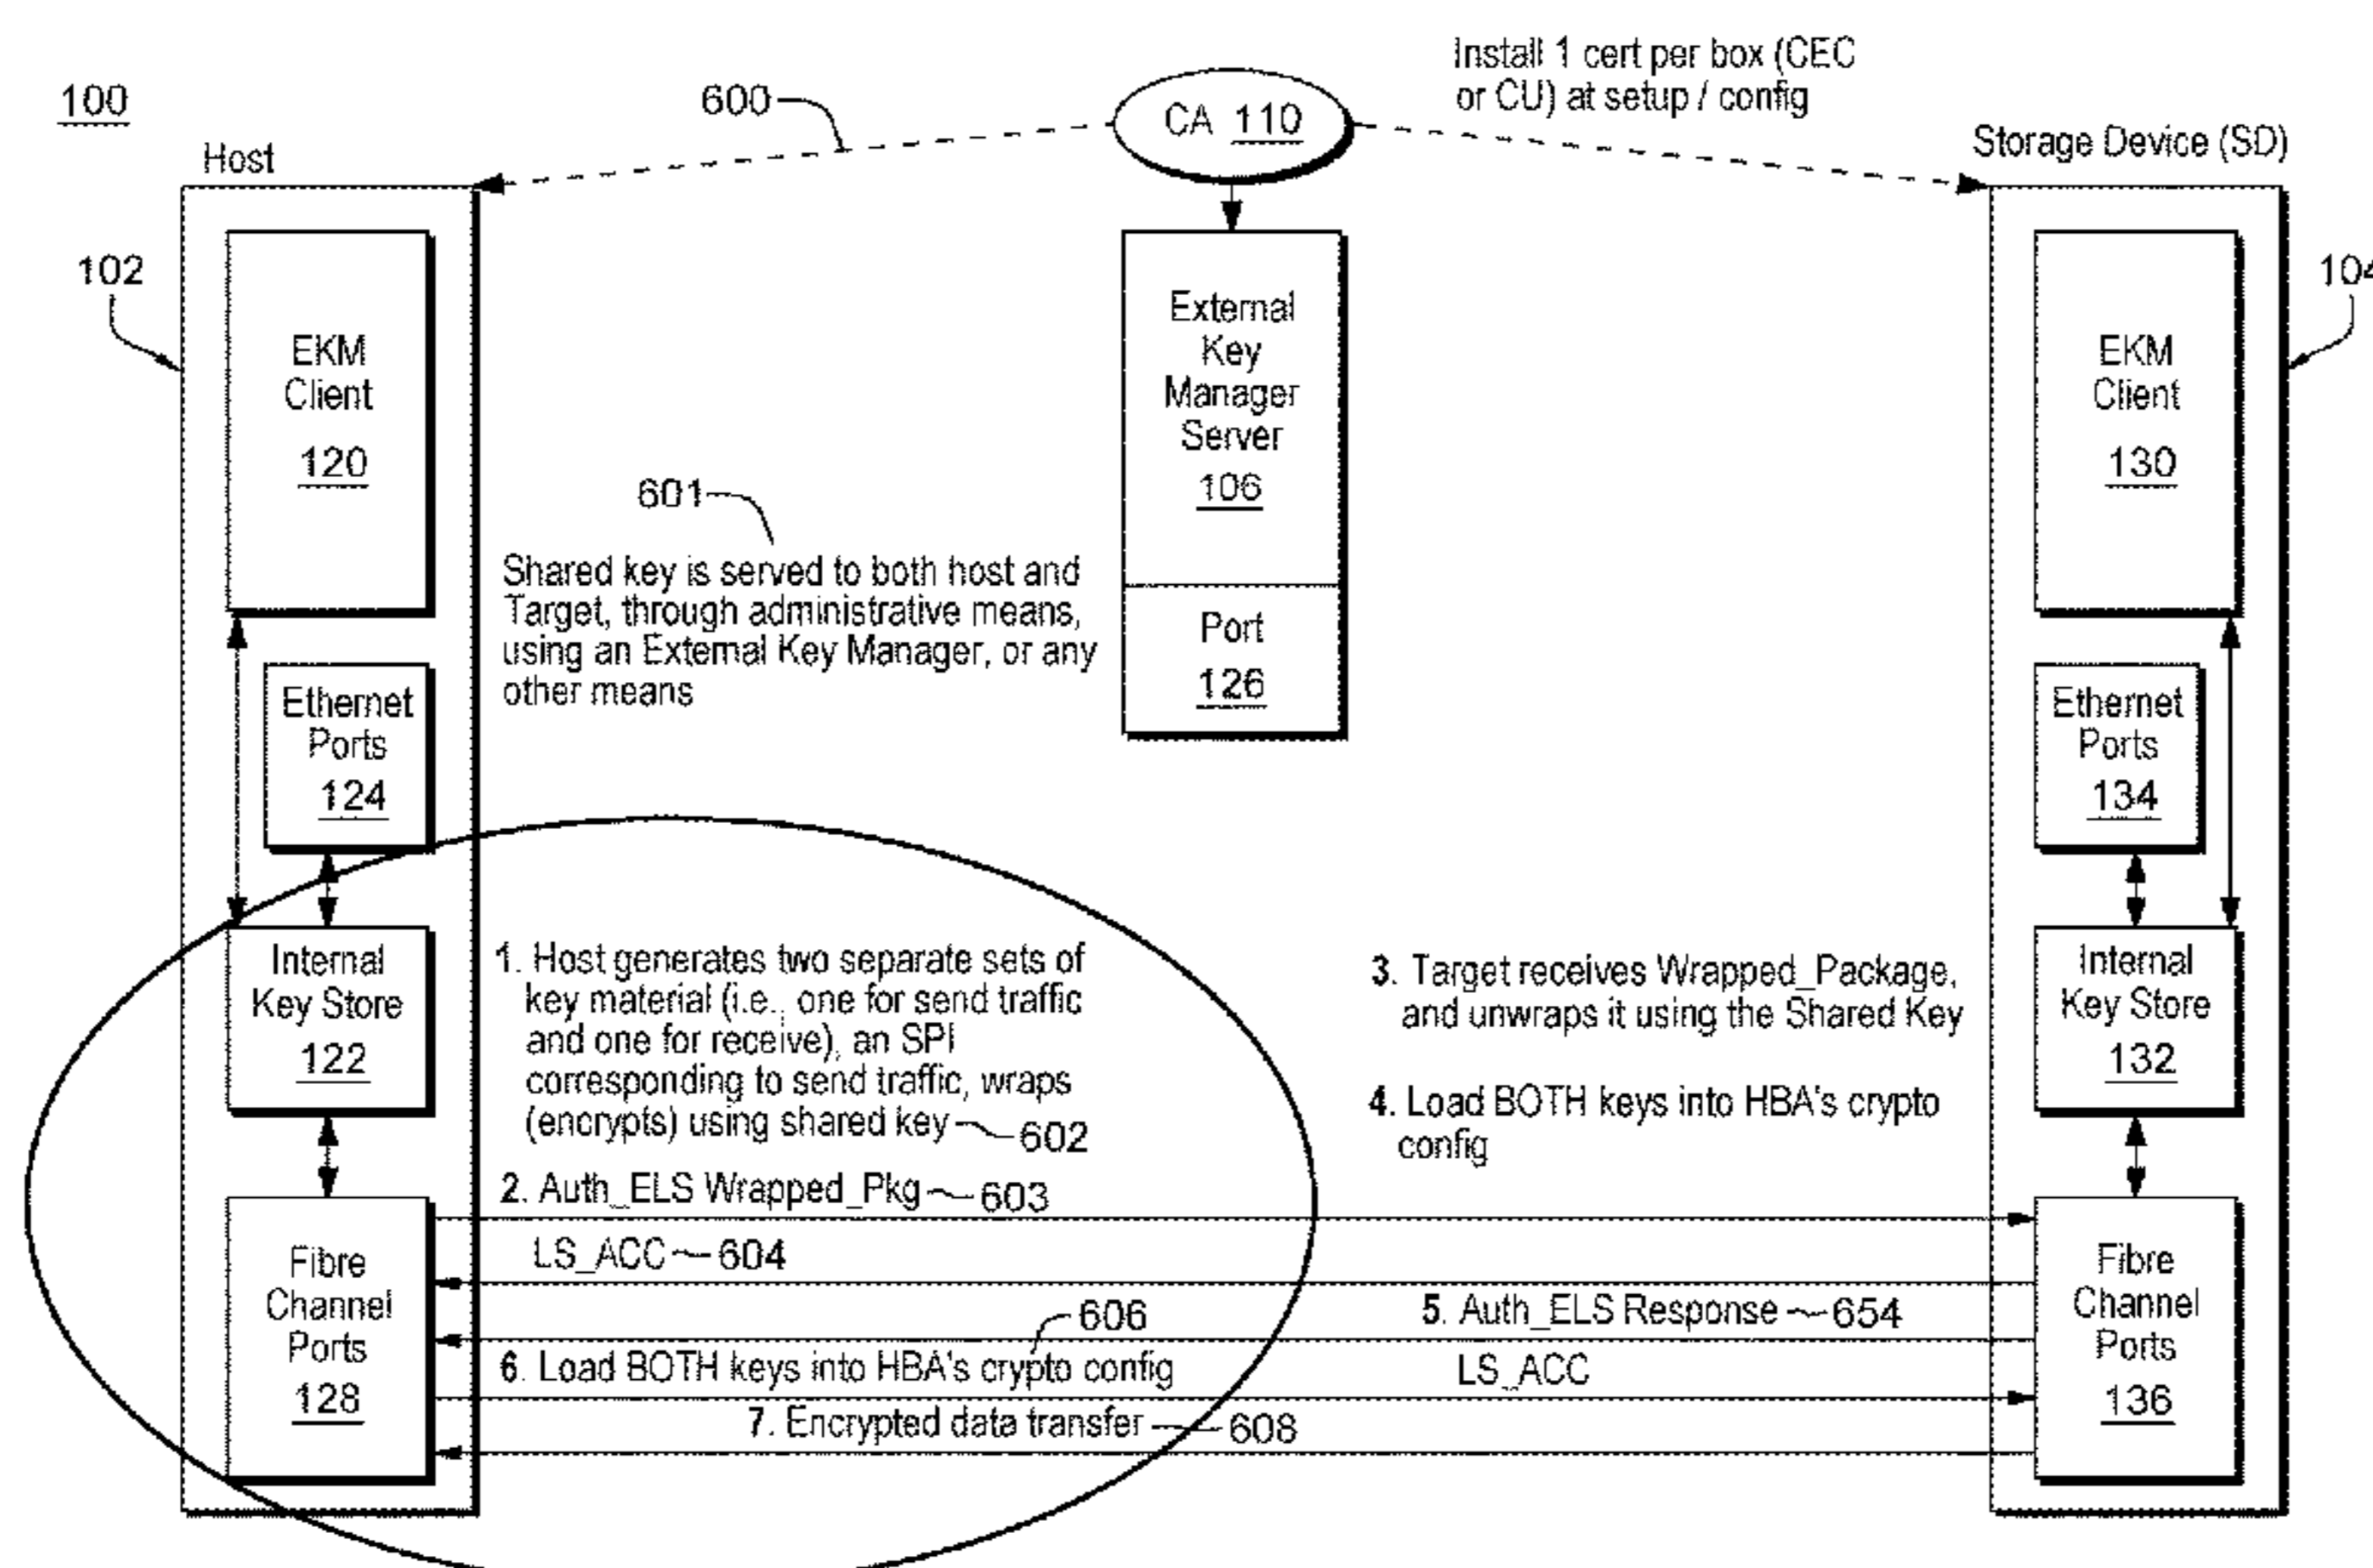 100
600
CA 110
Install 1 cert per box (CEC
or CU) at setup / config
Host
Storage Device (SD)
102
EKM
Client
120
External
Key
Manager
Server
106
Port
126
EKM
Client
130
104
601
Shared key is served to both host and
Target, through administrative means,
using an External Key Manager, or any
other means
Ethernet
Ports
124
Ethernet
Ports
134
Internal
Key Store
122
1. Host generates two separate sets of
key material (i.e., one for send traffic
and one for receive), an SPI
corresponding to send traffic, wraps
(encrypts) using shared key 602
3. Target receives Wrapped_Package,
and unwraps it using the Shared Key
4. Load BOTH keys into HBA's crypto
config
Internal
Key Store
132
2. Auth_ELS Wrapped_Pkg 603
LS_ACC 604
606
5. Auth_ELS Response 654
6. Load BOTH keys into HBA's crypto config
LS_ACC
7. Encrypted data transfer 608
Fibre
Channel
Ports
128
Fibre
Channel
Ports
136